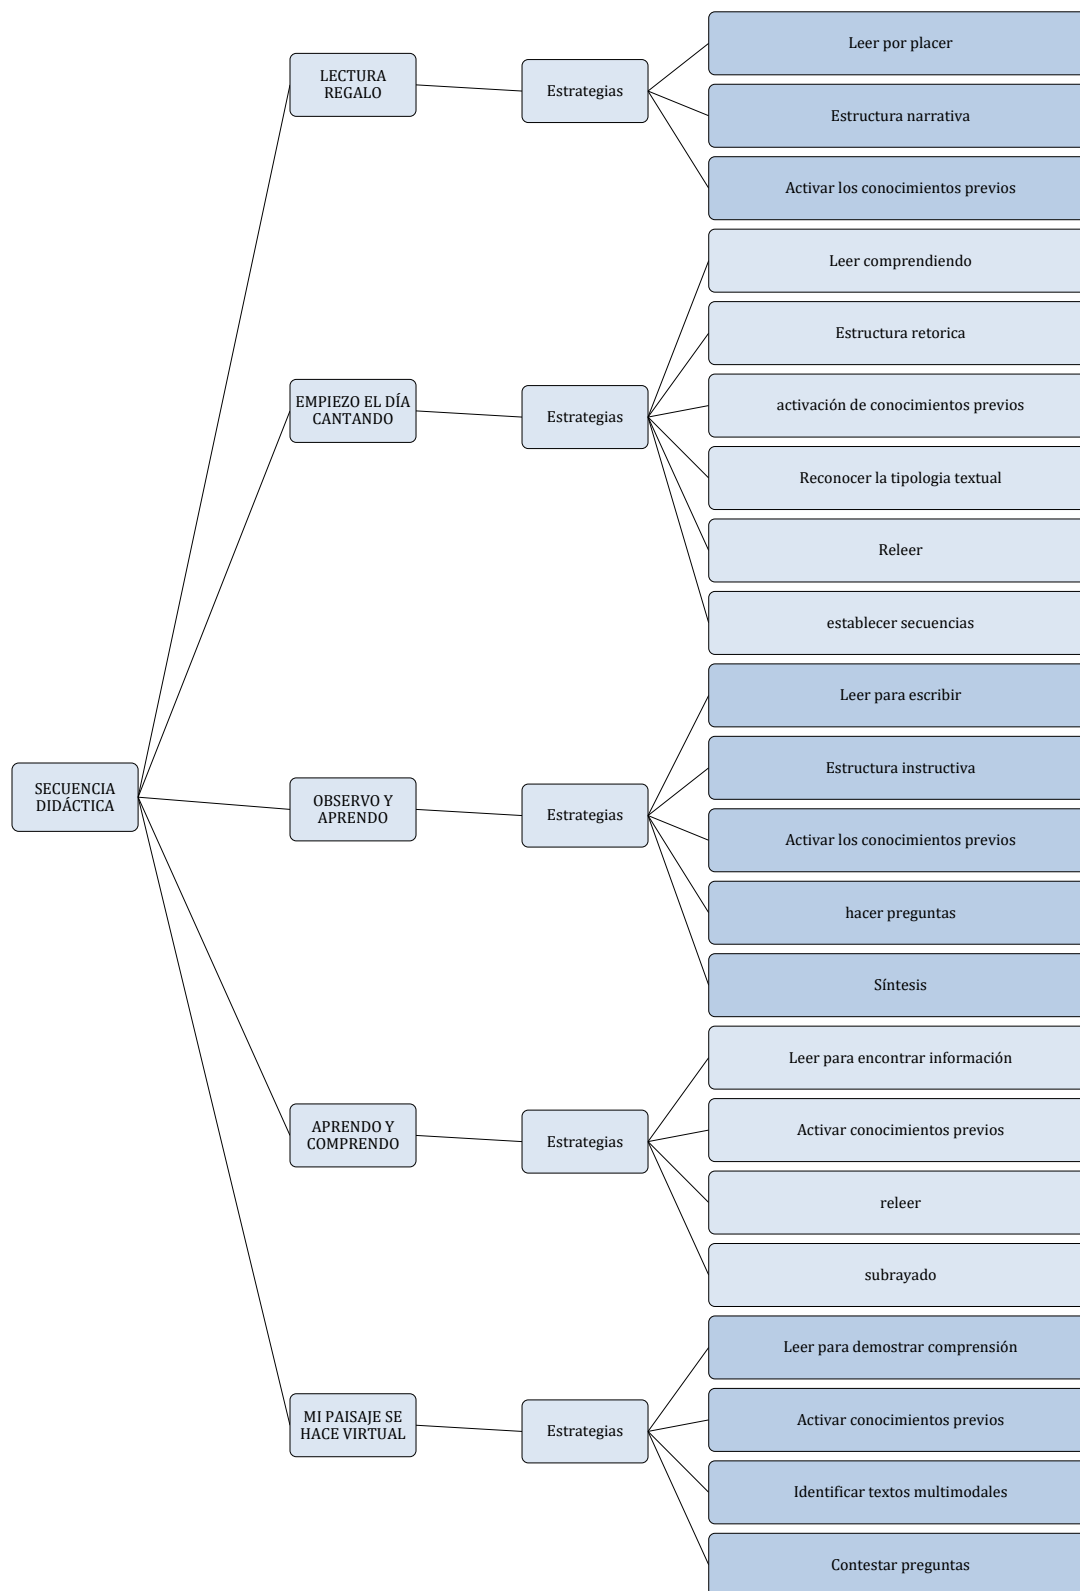 SECUENCIA
DIDÁCTICA
LECTURA
REGALO
Estrategias
Leer por placer
Estructura narrativa
Activar los conocimientos previos
EMPIEZO EL DÍA
CANTANDO
Estrategias
Leer comprendiendo
Estructura retorica
activación de conocimientos previos
Reconocer la tipologia textual
Releer
establecer secuencias
OBSERVO Y
APRENDO
Estrategias
Leer para escribir
Estructura instructiva
Activar los conocimientos previos
hacer preguntas
Síntesis
APRENDO Y
COMPRENDO
Estrategias
Leer para encontrar información
Activar conocimientos previos
releer
subrayado
MI PAISAJE SE
HACE VIRTUAL
Estrategias
Leer para demostrar comprensión
Activar conocimientos previos
Identificar textos multimodales
Contestar preguntas